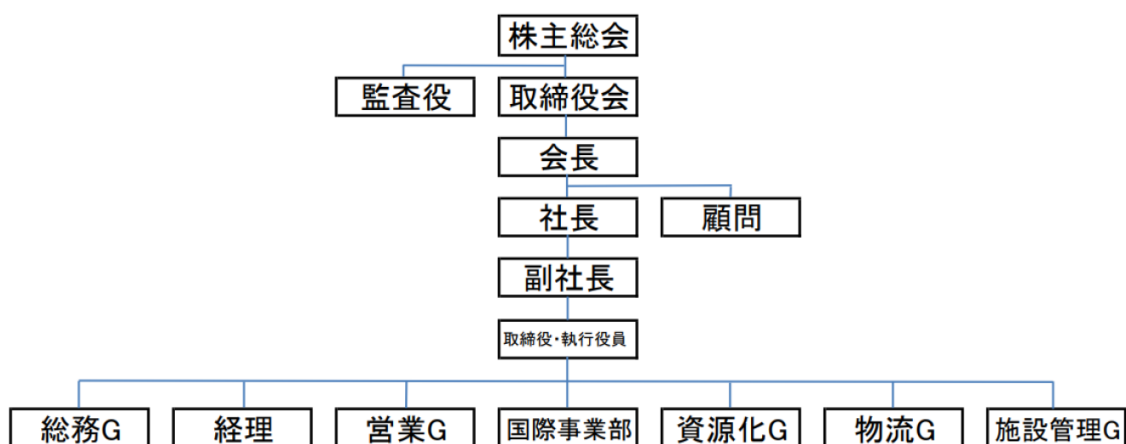 株主総会
監査役
取締役会
会長
社長
顧問
副社長
取締役・執行役員
総務G
経理
営業G
国際事業部
資源化G
物流G
施設管理G